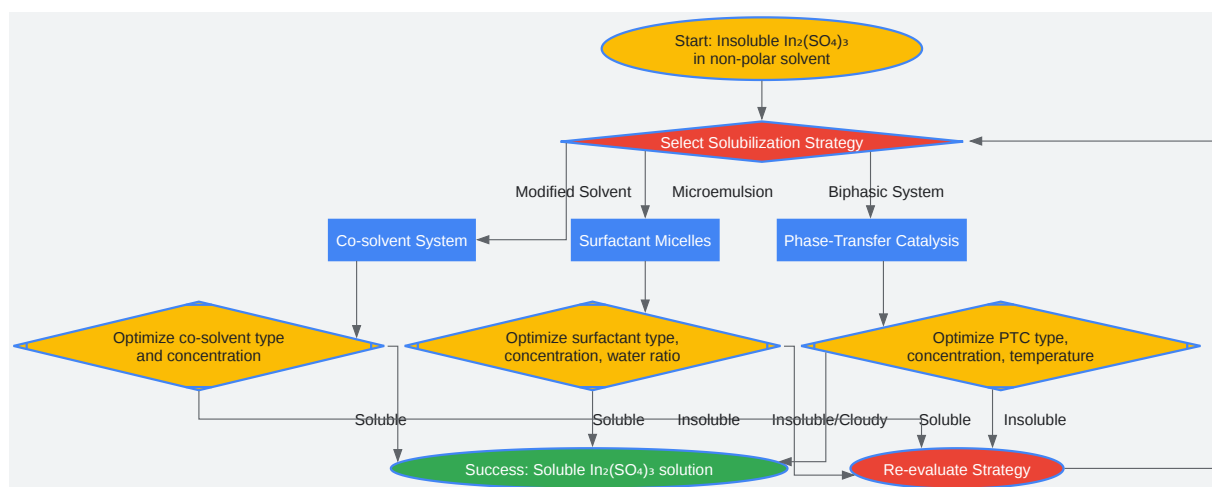 Start: Insoluble In₂(SO₄)₃
in non-polar solvent
Select Solubilization Strategy
Modified Solvent
Microemulsion
Biphasic System
Co-solvent System
Surfactant Micelles
Phase-Transfer Catalysis
Optimize co-solvent type
and concentration
Optimize surfactant type,
concentration, water ratio
Optimize PTC type,
concentration, temperature
Soluble
Soluble
Insoluble
Insoluble/Cloudy
Soluble
Insoluble
Success: Soluble In₂(SO₄)₃ solution
Re-evaluate Strategy